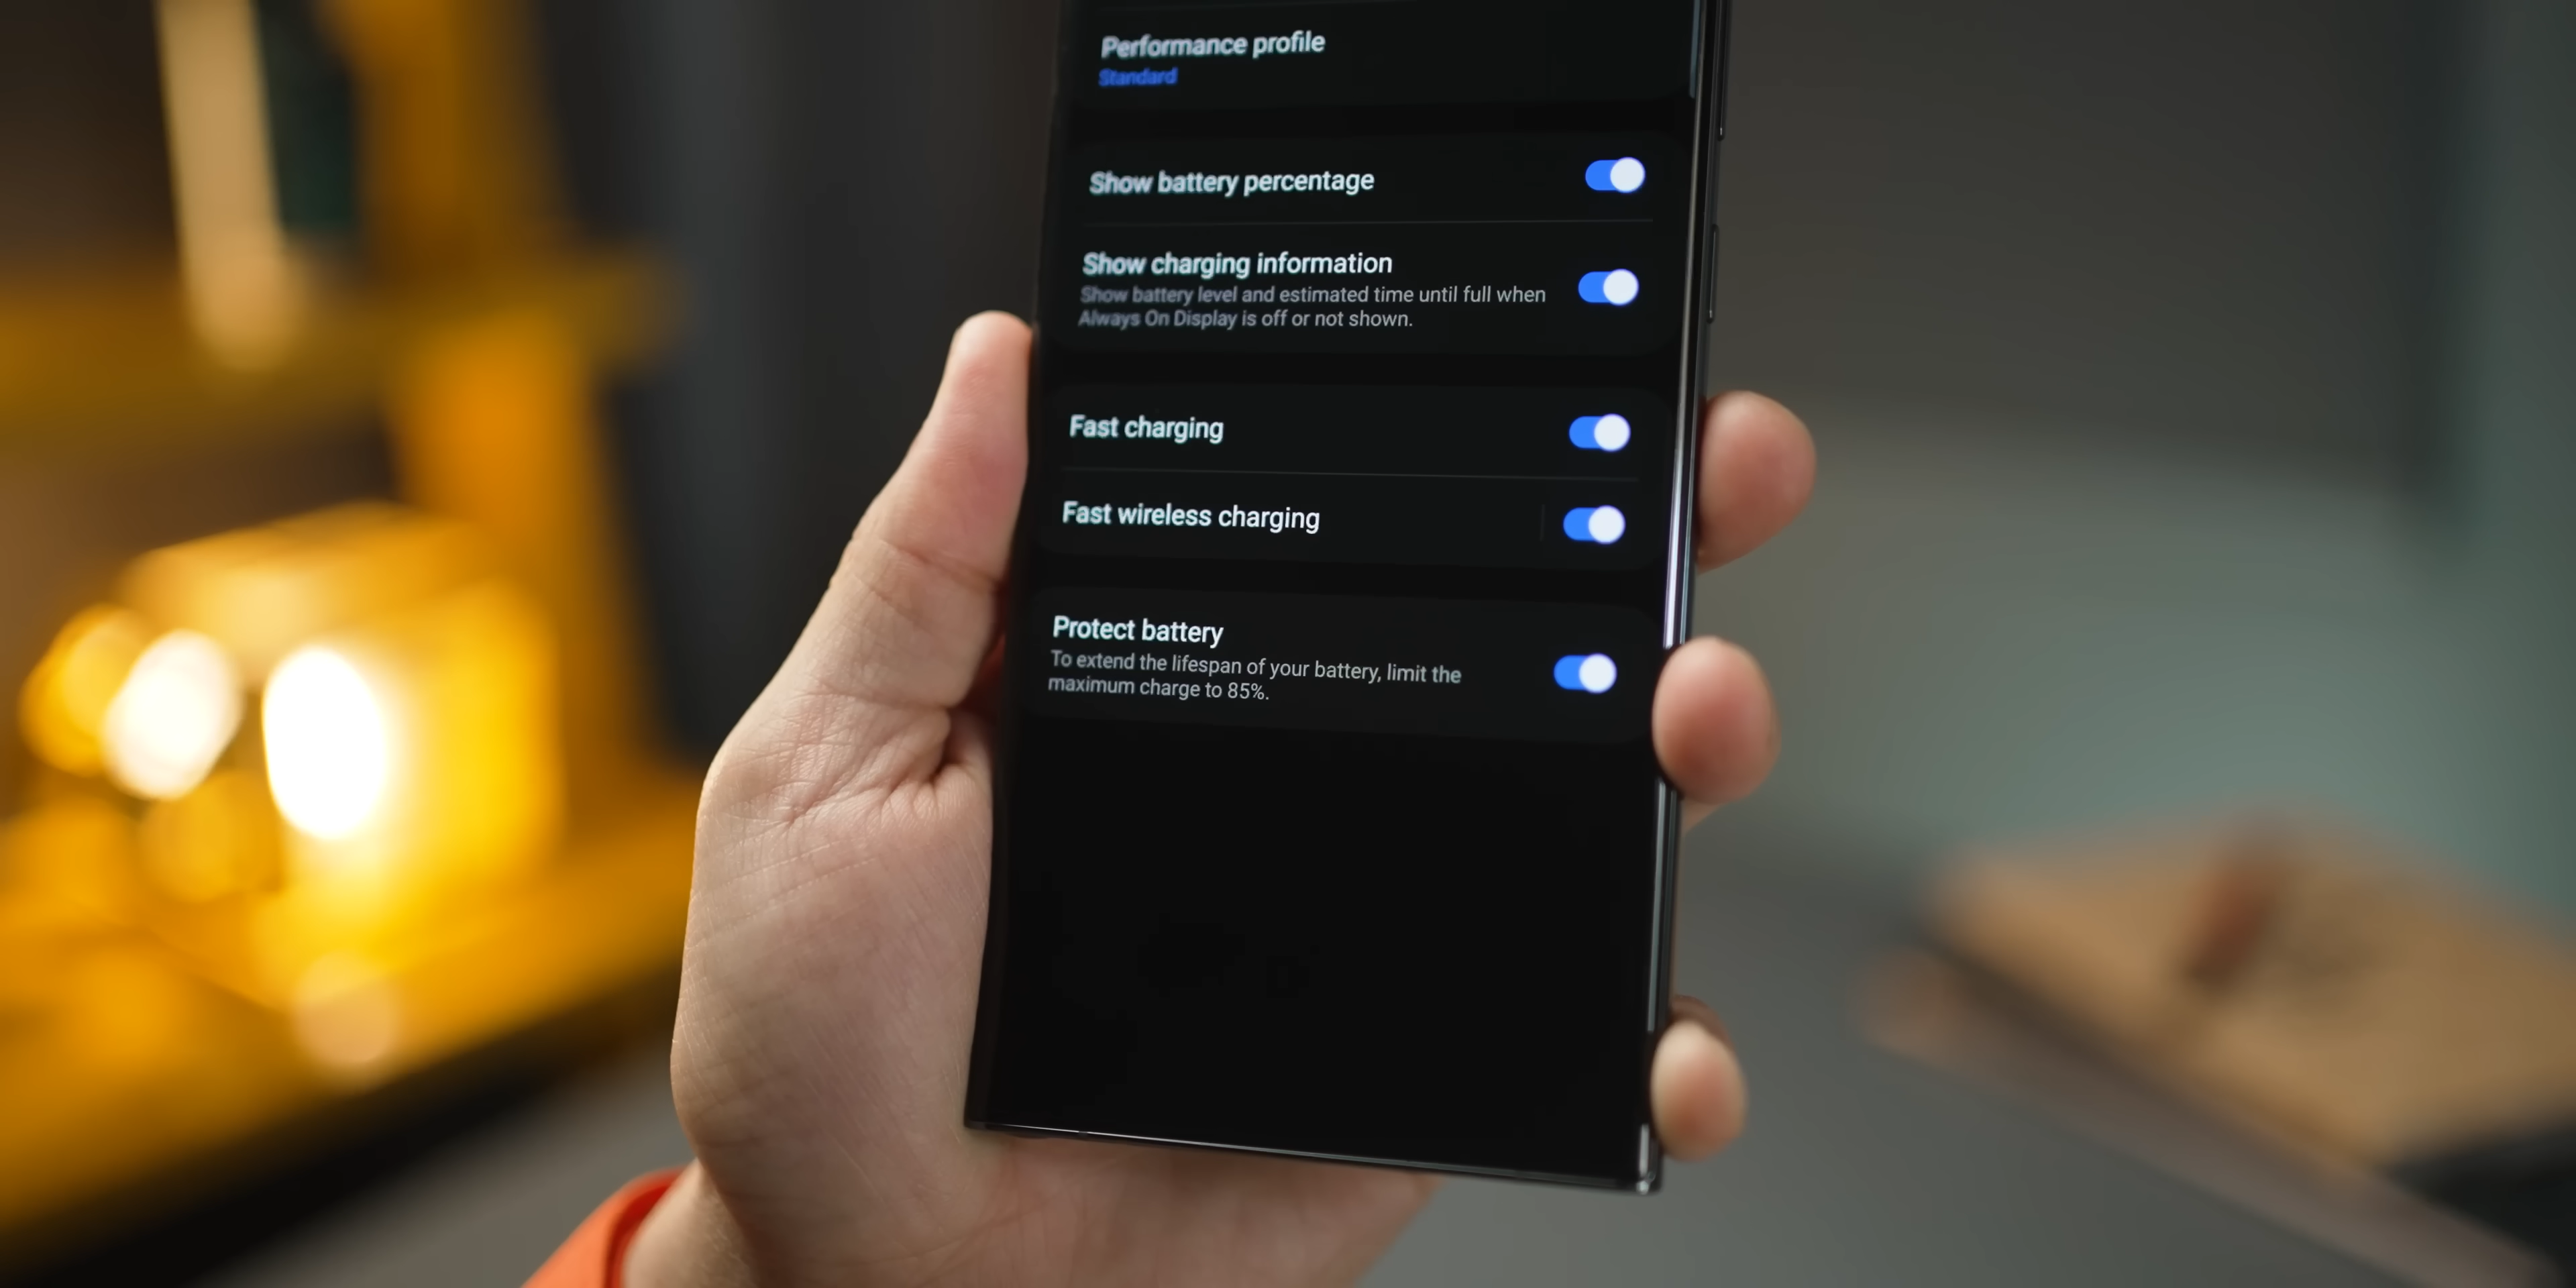 Performance profile
Standard
Show battery percentage
Show charging information
Show battery level and estimated time until full when
Always On Display is off or not shown.
Fast charging
Fast wireless charging
Protect battery
To extend the lifespan of your battery, limit the
maximum charge to 85%.